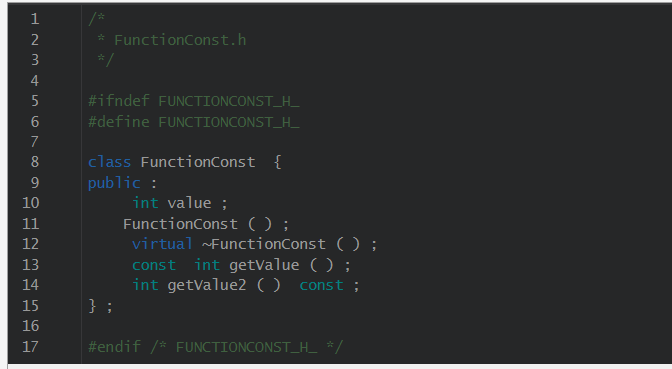 1 /*
2 * FunctionConst.h
3 */
4
5 #ifndef FUNCTIONCONST_H_
6 #define FUNCTIONCONST_H_
7
8 class FunctionConst {
9 public :
10 int value ;
11 FunctionConst ( ) ;
12 virtual ~FunctionConst ( ) ;
13 const int getValue ( ) ;
14 int getValue2 ( ) const ;
15 } ;
16
17 #endif /* FUNCTIONCONST_H_ */